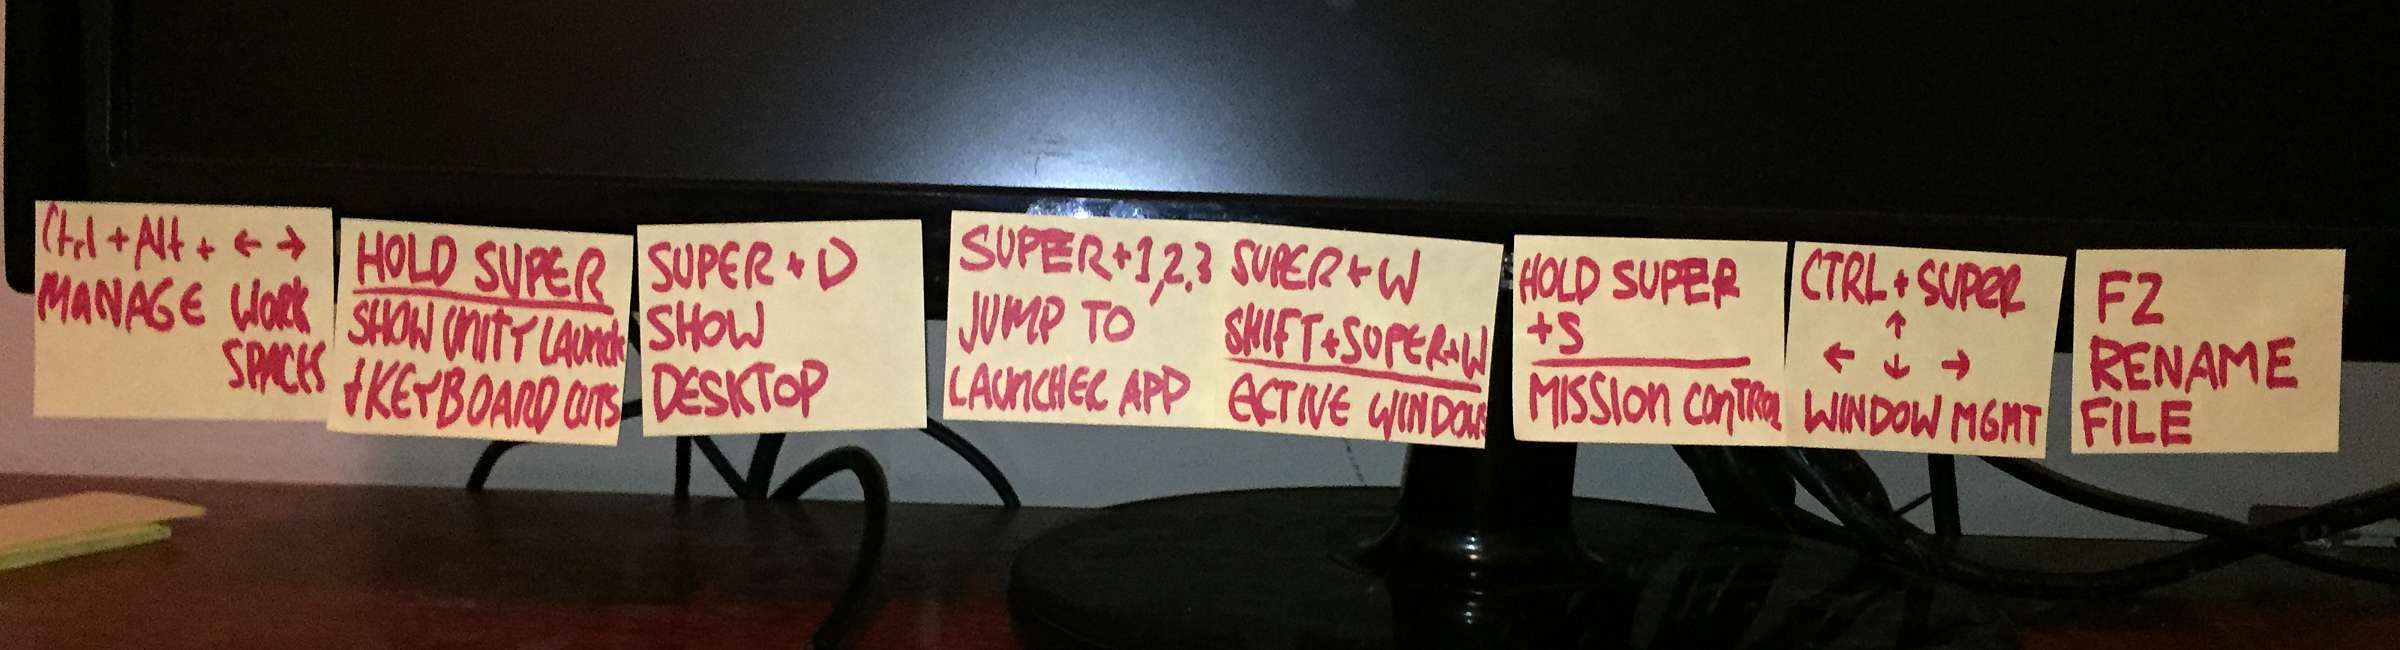 Ctrl + Alt + ← →
MANAGE WORK
SPACES
HOLD SUPER
SHOW UNITY LAUNCH
+ KEYBOARD CUTS
SUPER + D
SHOW
DESKTOP
SUPER+1,2,3
JUMP TO
LAUNCHER APP
SUPER + W
SHIFT+SUPER+W
ACTIVE WINDOWS
HOLD SUPER
+S
MISSION CONTROL
CTRL + SUPER
↑
← ↓ →
WINDOW MGMT
F2
RENAME
FILE